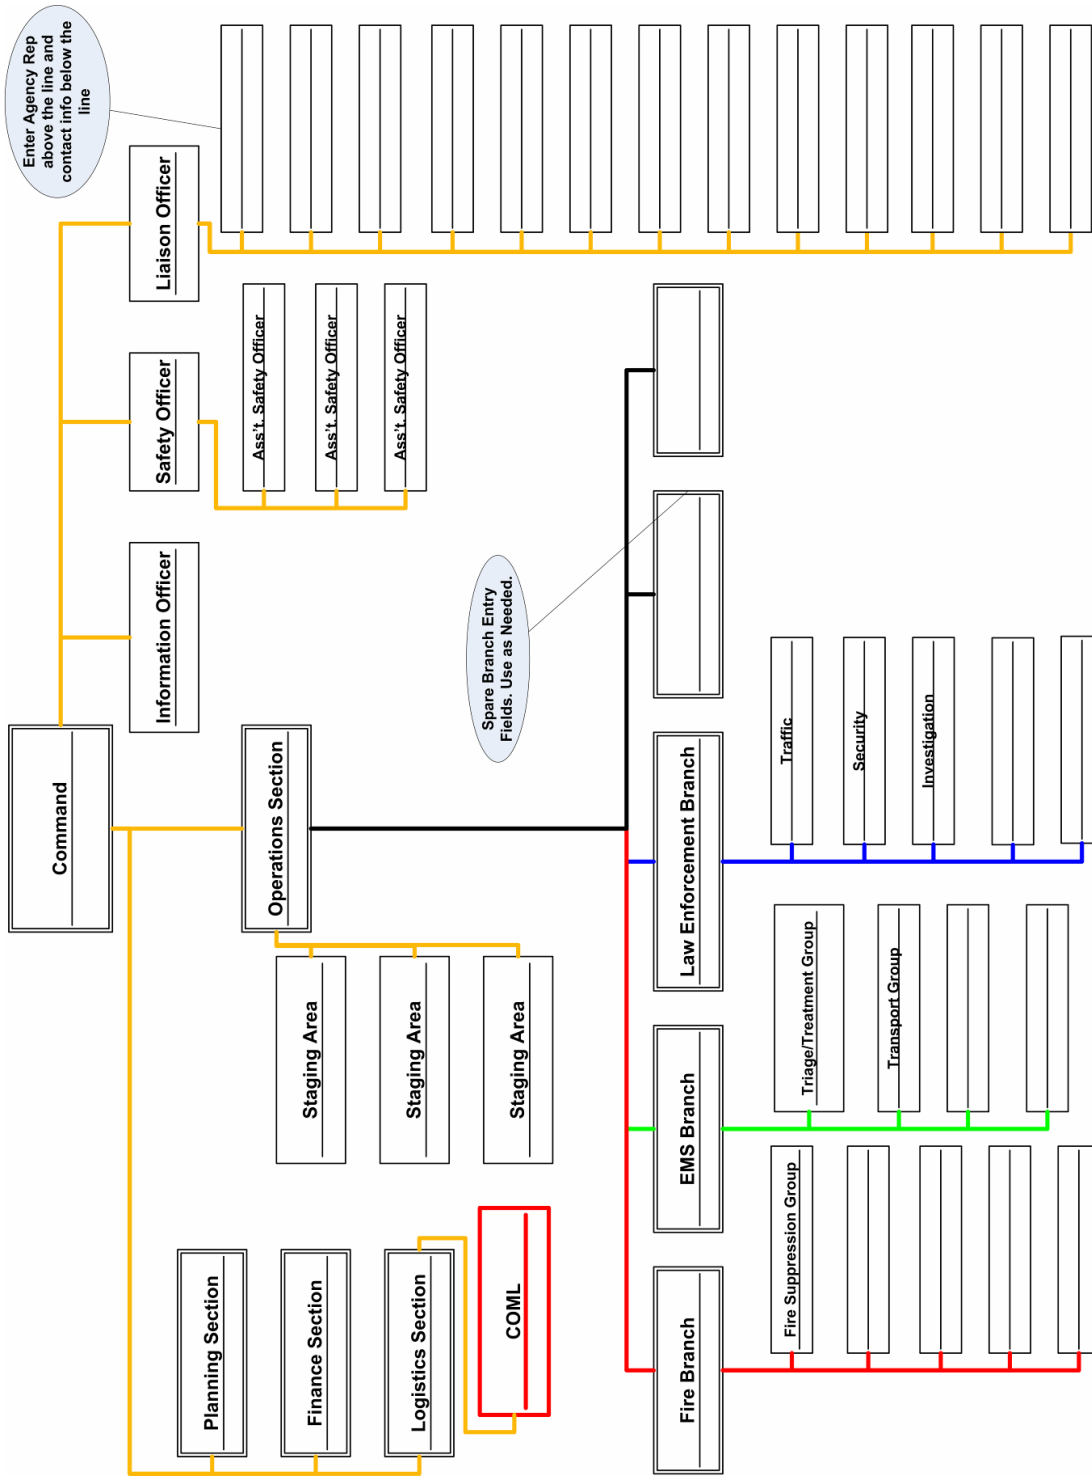 Command
Information Officer
Safety Officer
Liaison Officer
Enter Agency Rep
above the line and
contact info below the
line
Ass't. Safety Officer
Ass't. Safety Officer
Ass't. Safety Officer
Planning Section
Finance Section
Logistics Section
COML
Operations Section
Staging Area
Staging Area
Staging Area
Spare Branch Entry
Fields. Use as Needed.
Fire Branch
EMS Branch
Law Enforcement Branch
Fire Suppression Group
Triage/Treatment Group
Transport Group
Traffic
Security
Investigation